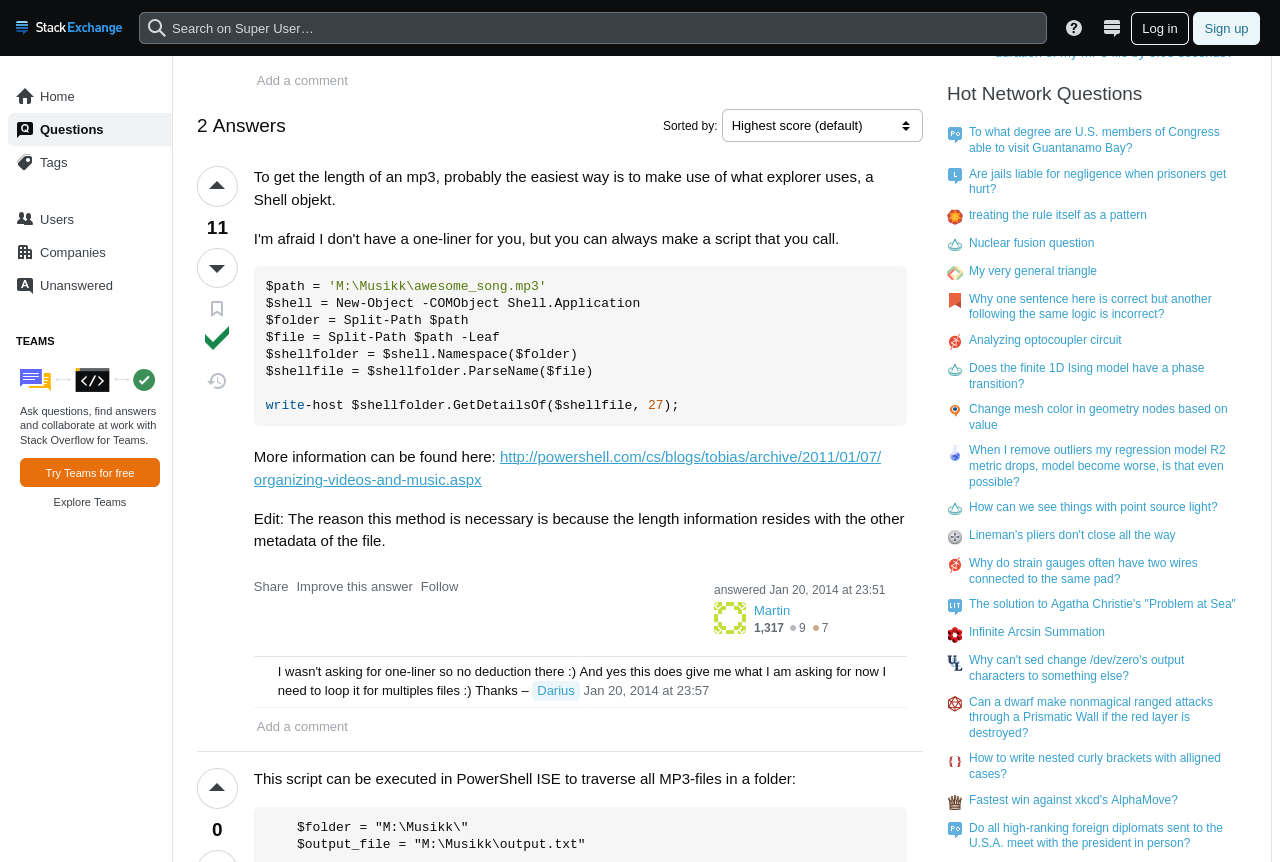 StackExchange
Search on Super User…
Log in
Sign up
Home
Questions
Tags
Users
Companies
Unanswered
TEAMS
Ask questions, find answers
and collaborate at work with
Stack Overflow for Teams.
Try Teams for free
Explore Teams
Add a comment
2 Answers
Sorted by:
Highest score (default)
11
To get the length of an mp3, probably the easiest way is to make use of what explorer uses, a
Shell objekt.
I'm afraid I don't have a one-liner for you, but you can always make a script that you call.
$path = 'M:\Musikk\awesome_song.mp3'
$shell = New-Object -COMObject Shell.Application
$folder = Split-Path $path
$file = Split-Path $path -Leaf
$shellfolder = $shell.Namespace($folder)
$shellfile = $shellfolder.ParseName($file)
write-host $shellfolder.GetDetailsOf($shellfile, 27);
More information can be found here: http://powershell.com/cs/blogs/tobias/archive/2011/01/07/
organizing-videos-and-music.aspx
Edit: The reason this method is necessary is because the length information resides with the other
metadata of the file.
Share Improve this answer Follow
answered Jan 20, 2014 at 23:51
Martin
1,317 9 7
I wasn't asking for one-liner so no deduction there :) And yes this does give me what I am asking for now I
need to loop it for multiples files :) Thanks – Darius Jan 20, 2014 at 23:57
Add a comment
0
This script can be executed in PowerShell ISE to traverse all MP3-files in a folder:
$folder = "M:\Musikk\"
$output_file = "M:\Musikk\output.txt"
Hot Network Questions
To what degree are U.S. members of Congress
able to visit Guantanamo Bay?
Are jails liable for negligence when prisoners get
hurt?
treating the rule itself as a pattern
Nuclear fusion question
My very general triangle
Why one sentence here is correct but another
following the same logic is incorrect?
Analyzing optocoupler circuit
Does the finite 1D Ising model have a phase
transition?
Change mesh color in geometry nodes based on
value
When I remove outliers my regression model R2
metric drops, model become worse, is that even
possible?
How can we see things with point source light?
Lineman's pliers don't close all the way
Why do strain gauges often have two wires
connected to the same pad?
The solution to Agatha Christie's "Problem at Sea"
Infinite Arcsin Summation
Why can't sed change /dev/zero's output
characters to something else?
Can a dwarf make nonmagical ranged attacks
through a Prismatic Wall if the red layer is
destroyed?
How to write nested curly brackets with alligned
cases?
Fastest win against xkcd's AlphaMove?
Do all high-ranking foreign diplomats sent to the
U.S.A. meet with the president in person?